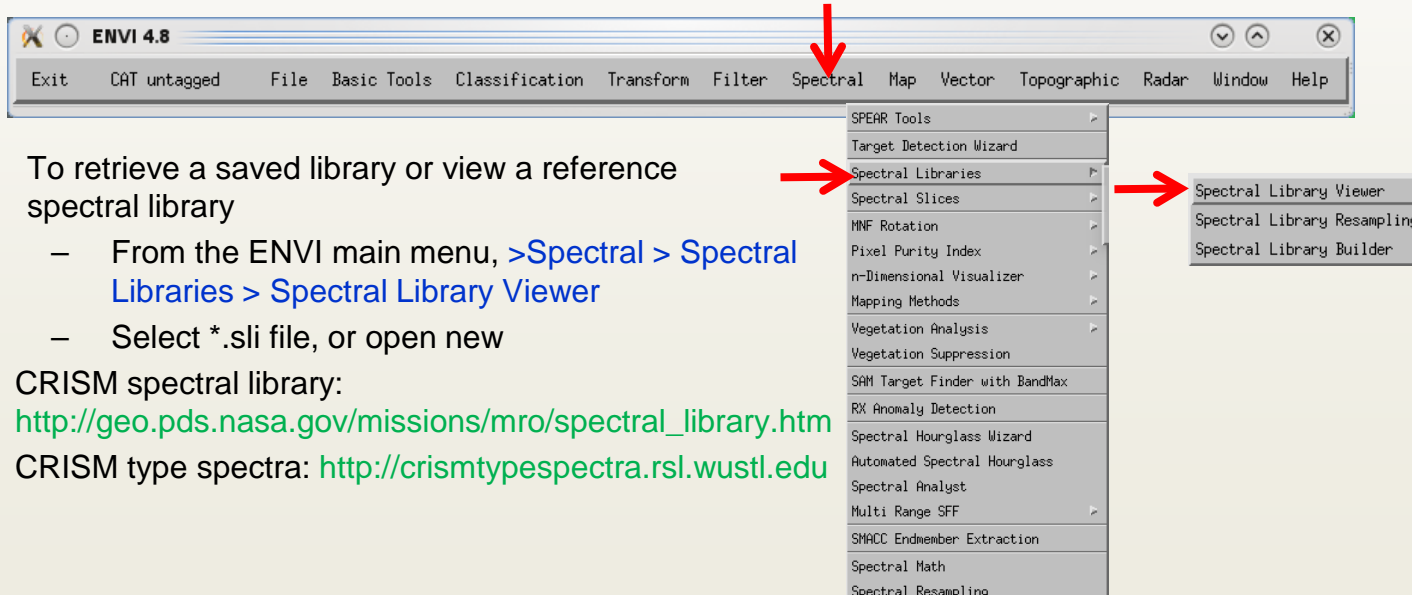 ENVI 4.8
Exit CAT untagged File Basic Tools Classification Transform Filter Spectral Map Vector Topographic Radar Window Help
To retrieve a saved library or view a reference
spectral library
– From the ENVI main menu, >Spectral > Spectral
Libraries > Spectral Library Viewer
– Select *.sli file, or open new
CRISM spectral library:
http://geo.pds.nasa.gov/missions/mro/spectral_library.htm
CRISM type spectra: http://crismtypespectra.rsl.wustl.edu
SPEAR Tools
Target Detection Wizard
Spectral Libraries
Spectral Slices
MNF Rotation
Pixel Purity Index
n-Dimensional Visualizer
Mapping Methods
Vegetation Analysis
Vegetation Suppression
SAM Target Finder with BandMax
RX Anomaly Detection
Spectral Hourglass Wizard
Automated Spectral Hourglass
Spectral Analyst
Multi Range SFF
SMACC Endmember Extraction
Spectral Math
Spectral Resampling
Spectral Library Viewer
Spectral Library Resampling
Spectral Library Builder